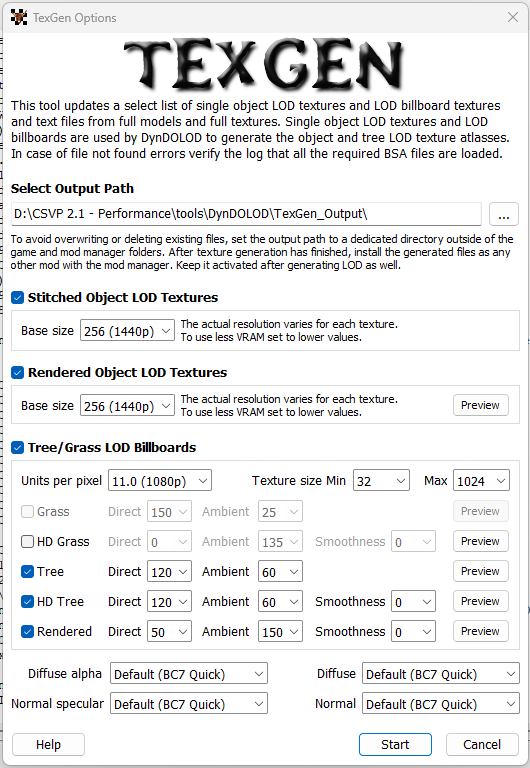 TexGen Options
TEXGEN
This tool updates a select list of single object LOD textures and LOD billboard textures
and text files from full models and full textures. Single object LOD textures and LOD
billboards are used by DynDOLOD to generate the object and tree LOD texture atlasses.
In case of file not found errors verify the log that all the required BSA files are loaded.
Select Output Path
D:\CSVP 2.1 - Performance\tools\DynDOLOD\TexGen_Output\ ...
To avoid overwriting or deleting existing files, set the output path to a dedicated directory outside of the
game and mod manager folders. After texture generation has finished, install the generated files as any
other mod with the mod manager. Keep it activated after generating LOD as well.
Stitched Object LOD Textures
Base size 256 (1440p) The actual resolution varies for each texture.
To use less VRAM set to lower values.
Rendered Object LOD Textures
Base size 256 (1440p) The actual resolution varies for each texture.
To use less VRAM set to lower values. Preview
Tree/Grass LOD Billboards
Units per pixel 11.0 (1080p) Texture size Min 32 Max 1024
Grass Direct 150 Ambient 25 Preview
HD Grass Direct 0 Ambient 135 Smoothness 0 Preview
Tree Direct 120 Ambient 60 Preview
HD Tree Direct 120 Ambient 60 Smoothness 0 Preview
Rendered Direct 50 Ambient 150 Smoothness 0 Preview
Diffuse alpha Default (BC7 Quick) Diffuse Default (BC7 Quick)
Normal specular Default (BC7 Quick) Normal Default (BC7 Quick)
Help Start Cancel